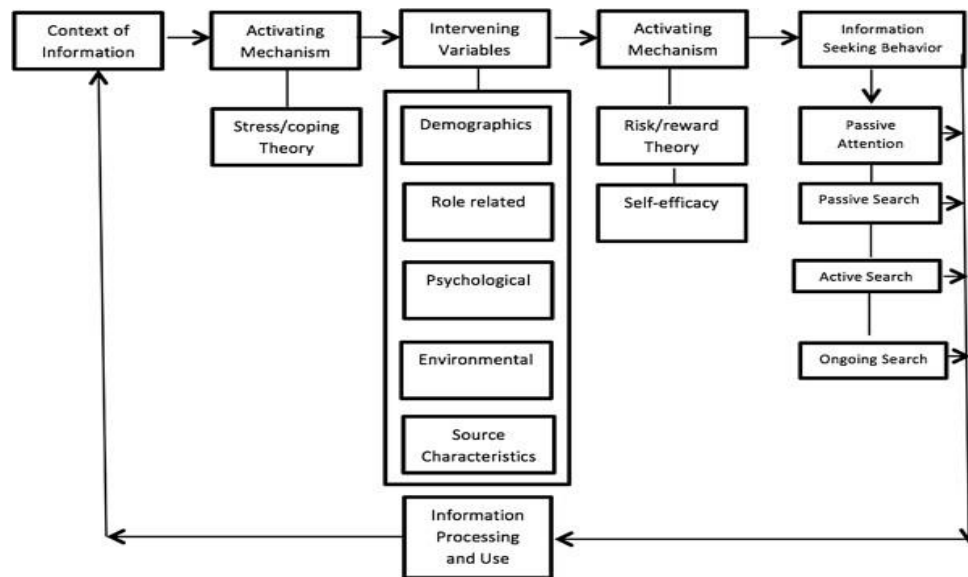 Context of
Information
Activating
Mechanism
Intervening
Variables
Activating
Mechanism
Information
Seeking Behavior
Stress/coping
Theory
Demographics
Role related
Psychological
Environmental
Source
Characteristics
Risk/reward
Theory
Self-efficacy
Passive
Attention
Passive Search
Active Search
Ongoing Search
Information
Processing
and Use